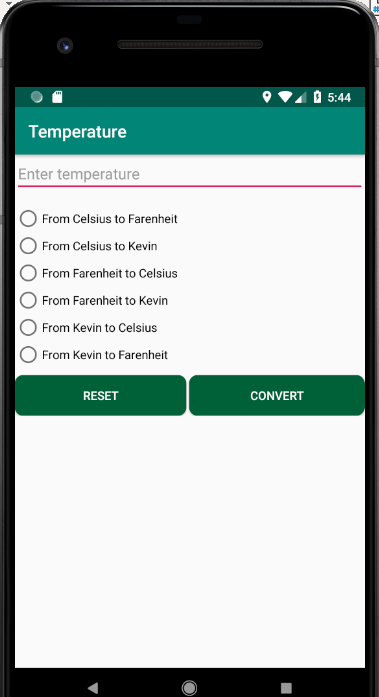 5:44
Temperature
Enter temperature
From Celsius to Farenheit
From Celsius to Kevin
From Farenheit to Celsius
From Farenheit to Kevin
From Kevin to Celsius
From Kevin to Farenheit
RESET CONVERT